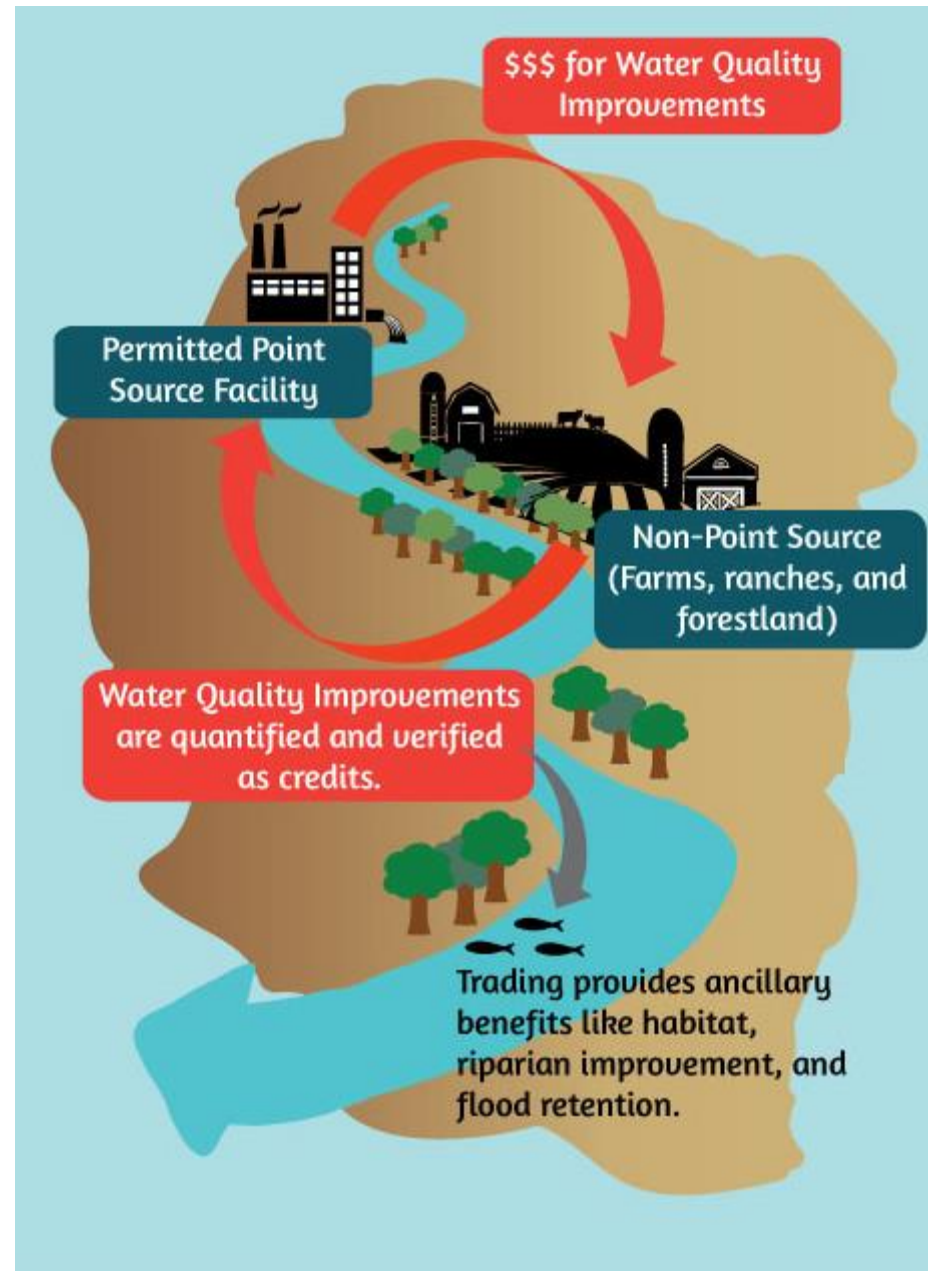 $$$ for Water Quality
Improvements
Permitted Point
Source Facility
Non-Point Source
(Farms, ranches, and
forestland)
Water Quality Improvements
are quantified and verified
as credits.
Trading provides ancillary
benefits like habitat,
riparian improvement, and
flood retention.